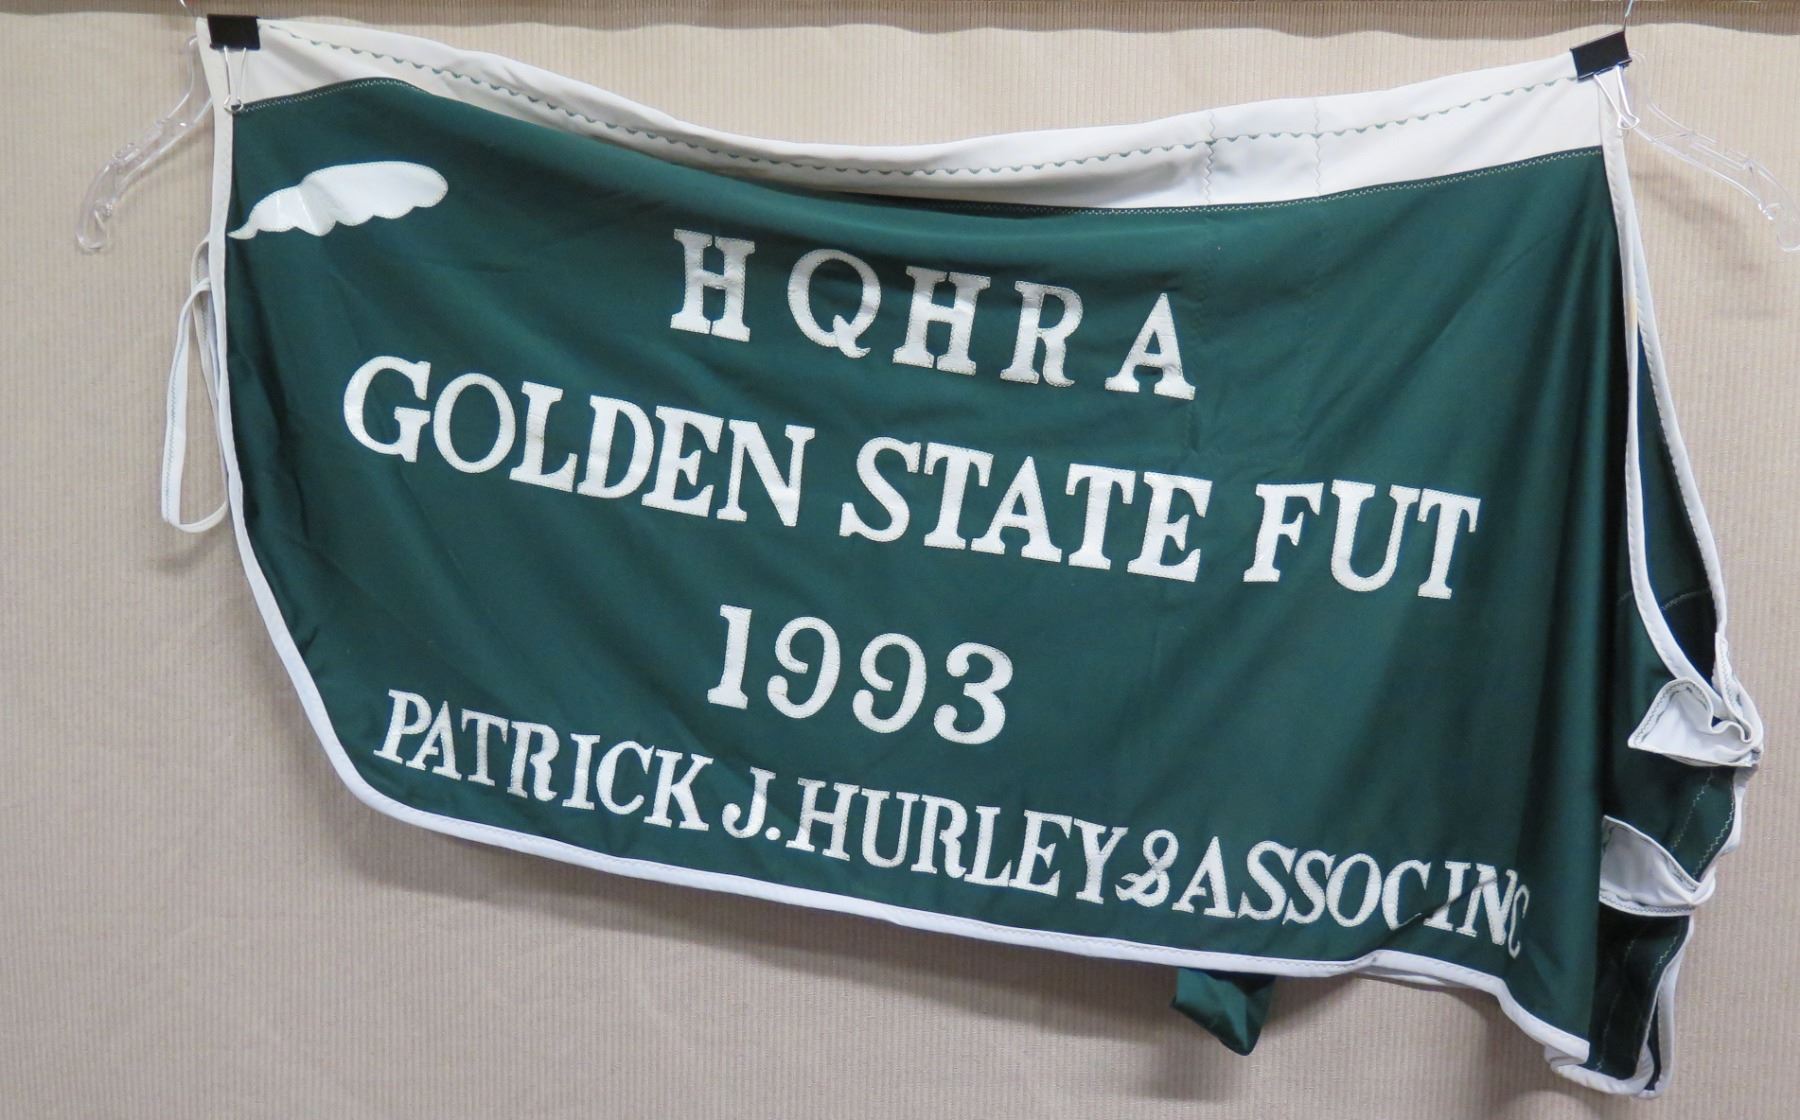 HQHRA
GOLDEN STATE FUT
1993
PATRICK J. HURLEY & ASSOC INC